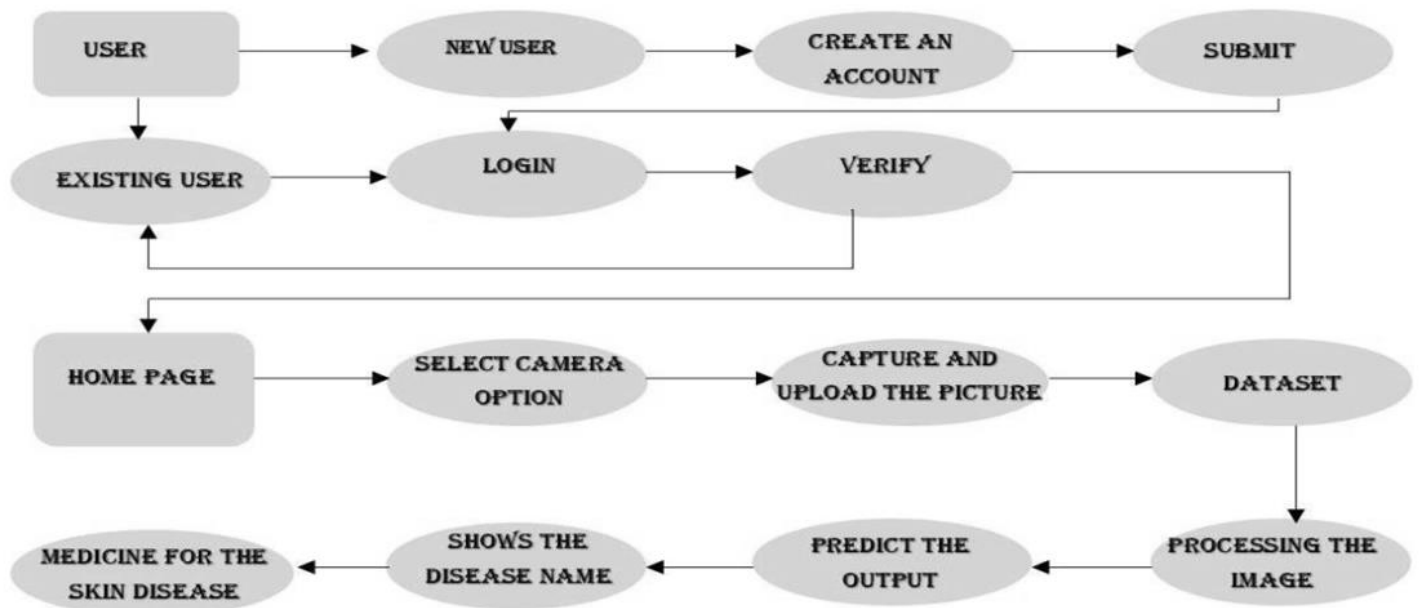 USER
NEW USER
CREATE AN
ACCOUNT
SUBMIT
EXISTING USER
LOGIN
VERIFY
HOME PAGE
SELECT CAMERA
OPTION
CAPTURE AND
UPLOAD THE PICTURE
DATASET
PROCESSING THE
IMAGE
PREDICT THE
OUTPUT
SHOWS THE
DISEASE NAME
MEDICINE FOR THE
SKIN DISEASE